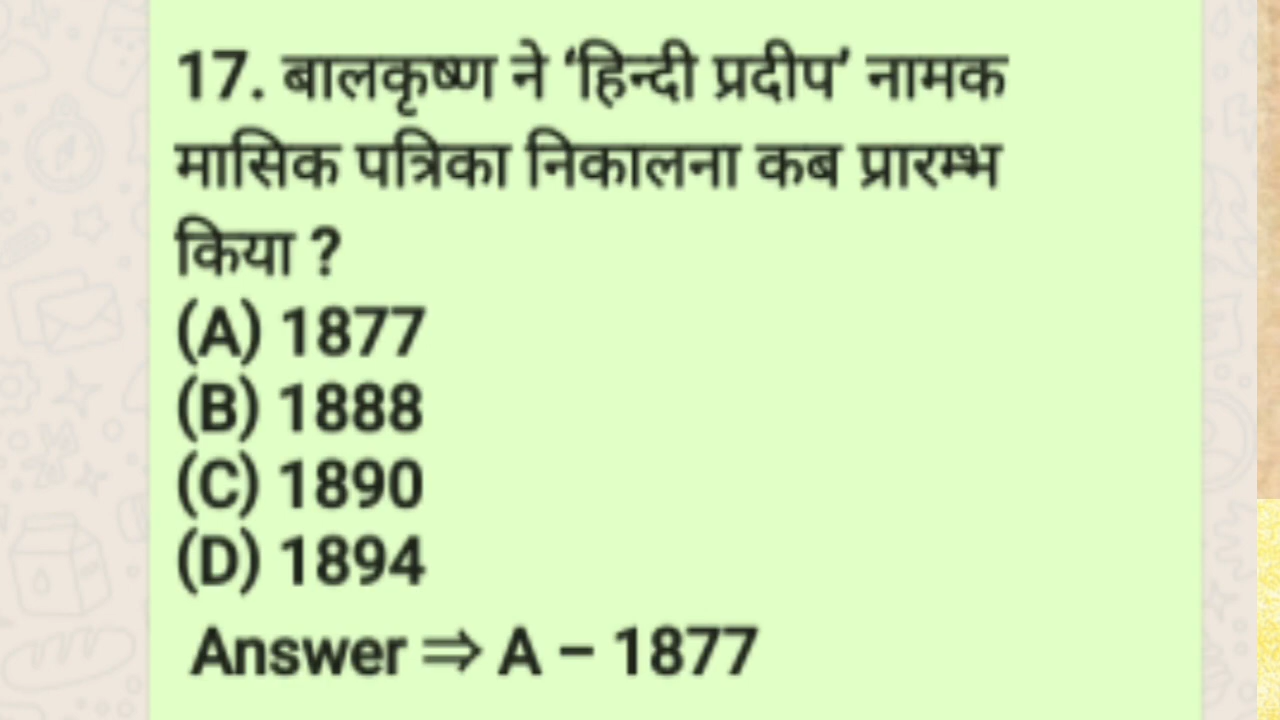 17. बालकृष्ण ने ‘हिन्दी प्रदीप’ नामक
मासिक पत्रिका निकालना कब प्रारम्भ
किया ?
(A) 1877
(B) 1888
(C) 1890
(D) 1894
Answer ⇒ A – 1877